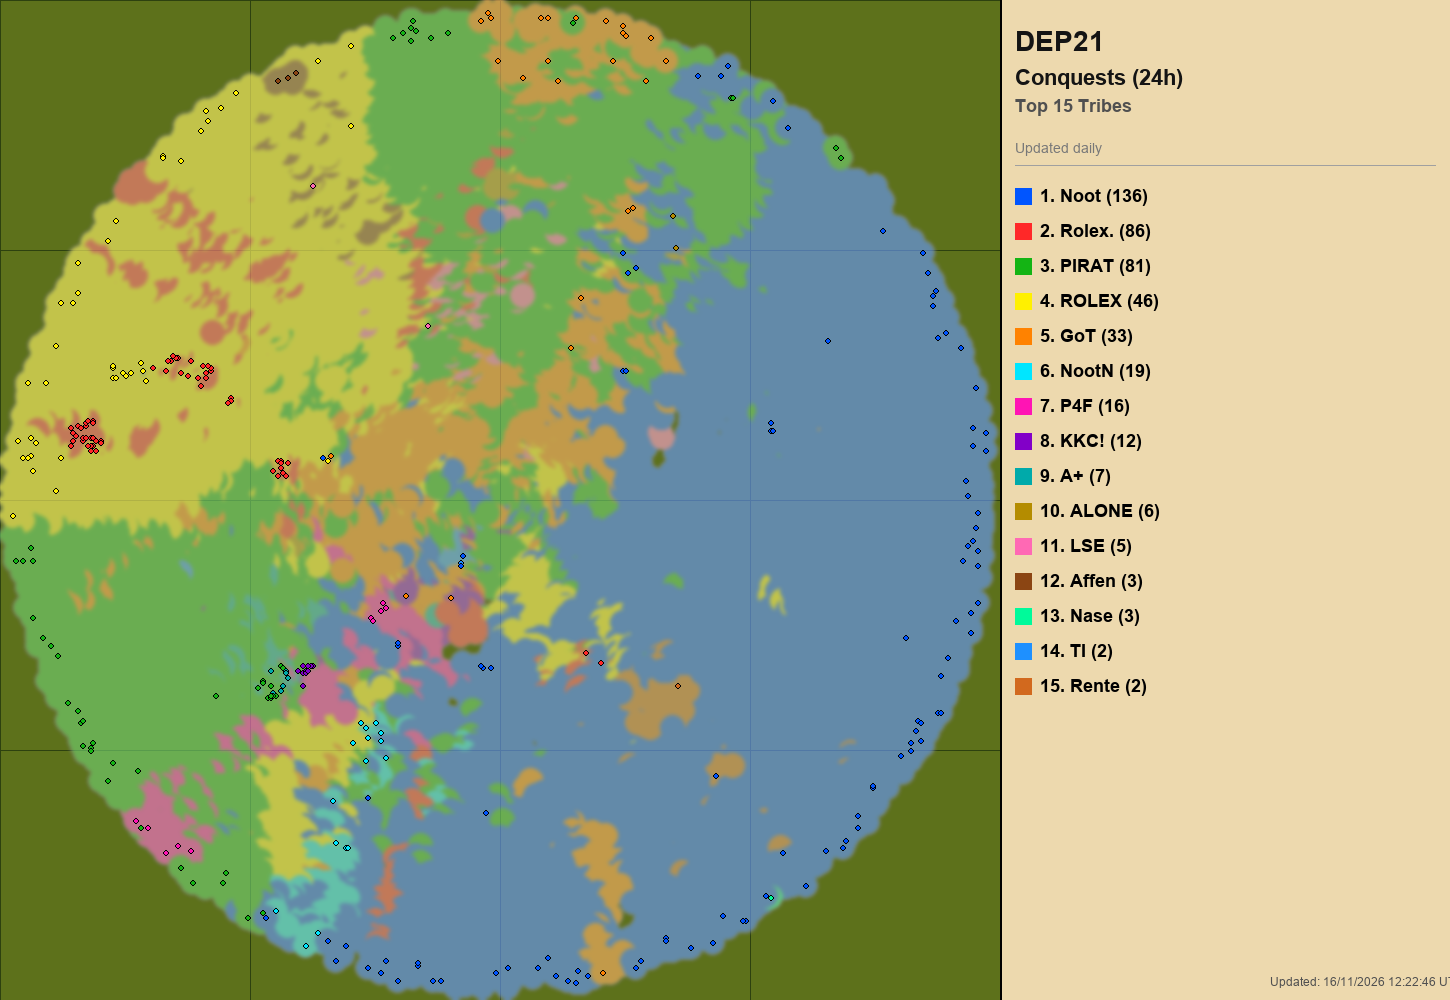 DEP21
Conquests (24h)
Top 15 Tribes
Updated daily
1. Noot (136)
2. Rolex. (86)
3. PIRAT (81)
4. ROLEX (46)
5. GoT (33)
6. NootN (19)
7. P4F (16)
8. KKC! (12)
9. A+ (7)
10. ALONE (6)
11. LSE (5)
12. Affen (3)
13. Nase (3)
14. TI (2)
15. Rente (2)
Updated: 16/11/2026 12:22:46 U